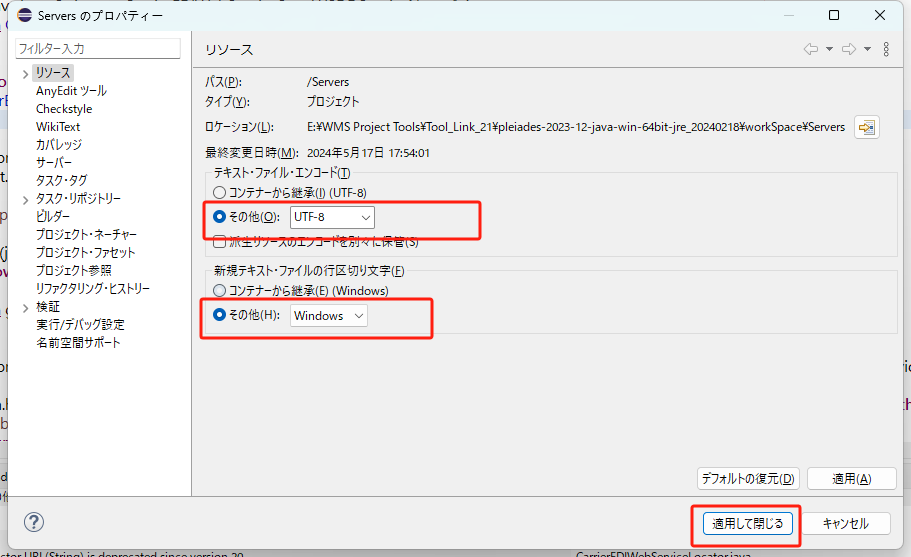 Servers のプロパティー
フィルター入力
リソース
AnyEdit ツール
Checkstyle
WikiText
カバレッジ
サーバー
タスク・タグ
タスク・リポジトリー
ビルダー
プロジェクト・ネーチャー
プロジェクト・ファセット
プロジェクト参照
リファクタリング・ヒストリー
検証
実行/デバッグ設定
名前空間サポート
リソース
パス(P): /Servers
タイプ(Y): プロジェクト
ロケーション(L): E:¥WMS Project Tools¥Tool_Link_21¥pleiades-2023-12-java-win-64bit-jre_20240218¥workSpace¥Servers
最終変更日時(M): 2024年5月17日 17:54:01
テキスト・ファイル・エンコード(T)
コンテナーから継承(I) (UTF-8)
その他(O): UTF-8
派生リソースのエンコードを別々に保管(S)
新規テキスト・ファイルの行区切り文字(F)
コンテナーから継承(E) (Windows)
その他(H): Windows
デフォルトの復元(D) 適用(A)
適用して閉じる キャンセル
ctor URL(String) is deprecated since version 20
CarrierEDIWebServiceLocator.java